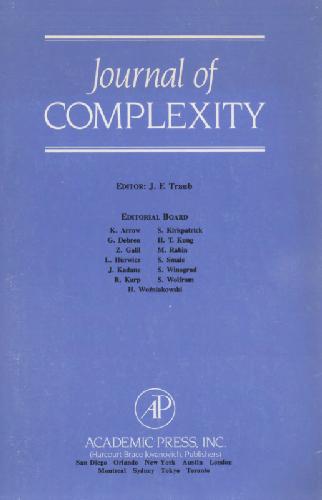 Journal of
COMPLEXITY
EDITOR: J. F. Traub
EDITORIAL BOARD
K. Arrow S. Kirkpatrick
G. Debreu H. T. Kung
Z. Galil M. Rabin
L. Hurwicz S. Smale
J. Kadane S. Winograd
R. Karp S. Wolfram
H. Woźniakowski
AP
ACADEMIC PRESS, INC.
(Harcourt Brace Jovanovich, Publishers)
San Diego Orlando New York Austin London
Montreal Sydney Tokyo Toronto